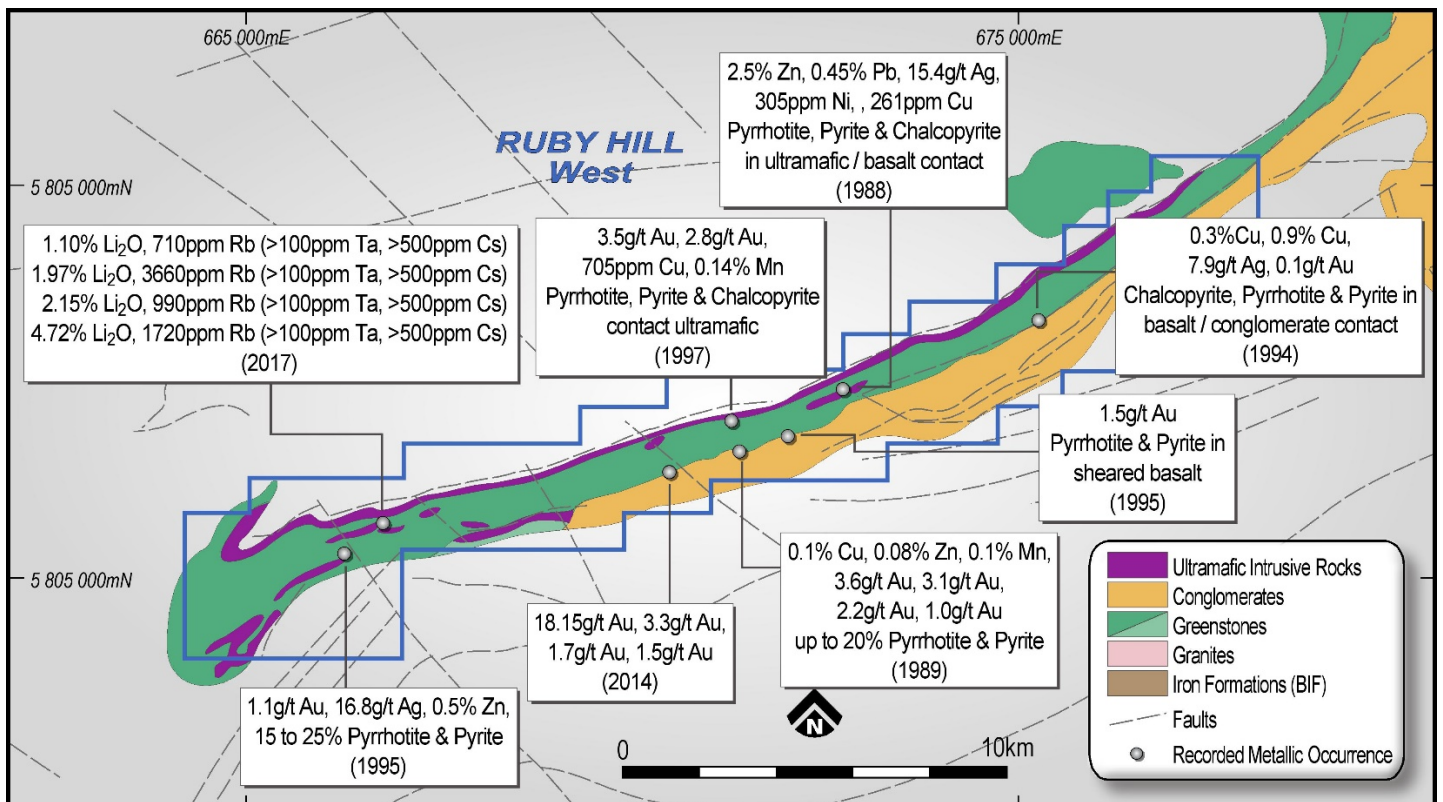 665 000mE
675 000mE
RUBY HILL
West
5 805 000mN
2.5% Zn, 0.45% Pb, 15.4g/t Ag,
305ppm Ni, , 261ppm Cu
Pyrrhotite, Pyrite & Chalcopyrite
in ultramafic / basalt contact
(1988)
1.10% Li₂O, 710ppm Rb (>100ppm Ta, >500ppm Cs)
1.97% Li₂O, 3660ppm Rb (>100ppm Ta, >500ppm Cs)
2.15% Li₂O, 990ppm Rb (>100ppm Ta, >500ppm Cs)
4.72% Li₂O, 1720ppm Rb (>100ppm Ta, >500ppm Cs)
(2017)
3.5g/t Au, 2.8g/t Au,
705ppm Cu, 0.14% Mn
Pyrrhotite, Pyrite & Chalcopyrite
contact ultramafic
(1997)
0.3%Cu, 0.9% Cu,
7.9g/t Ag, 0.1g/t Au
Chalcopyrite, Pyrrhotite & Pyrite in
basalt / conglomerate contact
(1994)
1.5g/t Au
Pyrrhotite & Pyrite in
sheared basalt
(1995)
5 805 000mN
0.1% Cu, 0.08% Zn, 0.1% Mn,
3.6g/t Au, 3.1g/t Au,
2.2g/t Au, 1.0g/t Au
up to 20% Pyrrhotite & Pyrite
(1989)
18.15g/t Au, 3.3g/t Au,
1.7g/t Au, 1.5g/t Au
(2014)
1.1g/t Au, 16.8g/t Ag, 0.5% Zn,
15 to 25% Pyrrhotite & Pyrite
(1995)
N
0
10km
Ultramafic Intrusive Rocks
Conglomerates
Greenstones
Granites
Iron Formations (BIF)
Faults
Recorded Metallic Occurrence